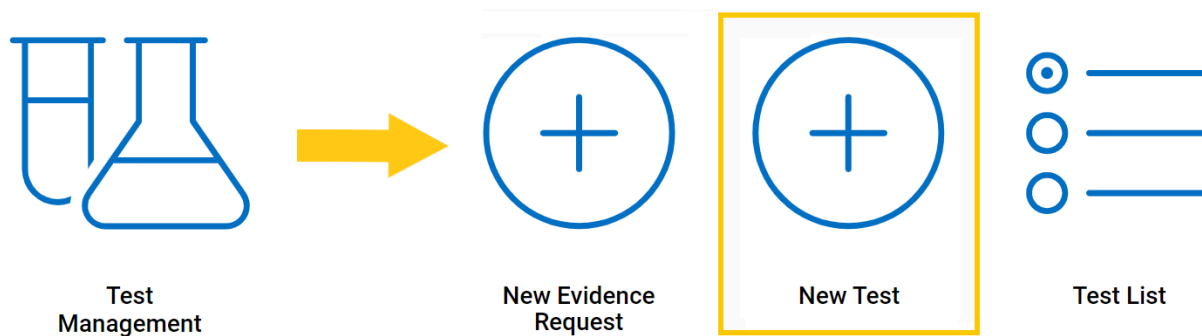 Test
Management
New Evidence
Request
New Test
Test List